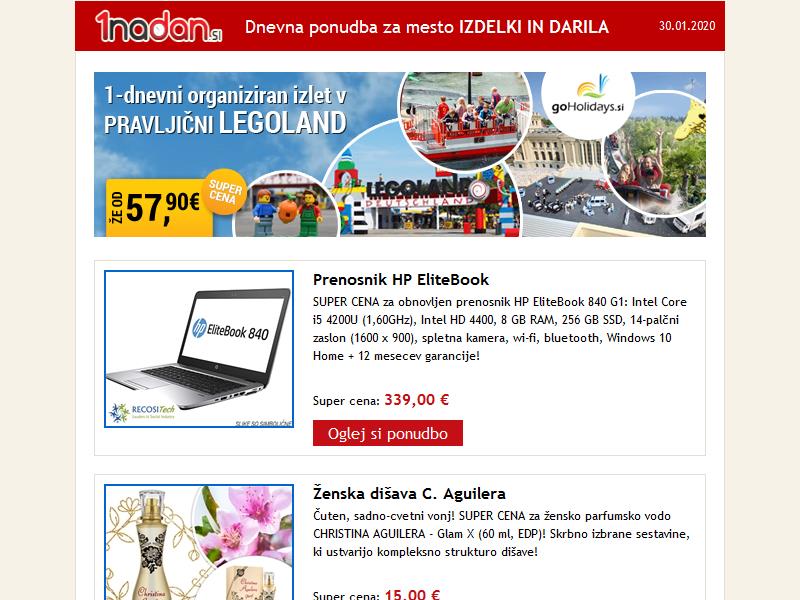 1nadan.si
Dnevna ponudba za mesto IZDELKI IN DARILA
30.01.2020
1-dnevni organiziran izlet v
PRAVLJIČNI LEGOLAND
goHolidays.si
ŽE OD
57,90€
SUPER
CENA
LEGOLAND
DEUTSCHLAND
Prenosnik HP EliteBook
SUPER CENA za obnovljen prenosnik HP EliteBook 840 G1: Intel Core
i5 4200U (1,60GHz), Intel HD 4400, 8 GB RAM, 256 GB SSD, 14-palčni
zaslon (1600 x 900), spletna kamera, wi-fi, bluetooth, Windows 10
Home + 12 mesecev garancije!
hp EliteBook 840
RECOSITech
SLIKE SO SIMBOLIČNE
Super cena: 339,00 €
Oglej si ponudbo
Ženska dišava C. Aguilera
Čuten, sadno-cvetni vonj! SUPER CENA za žensko parfumsko vodo
CHRISTINA AGUILERA - Glam X (60 ml, EDP)! Skrbno izbrane sestavine,
ki ustvarijo kompleksno strukturo dišave!
Christina
Super cena: 15,00 €